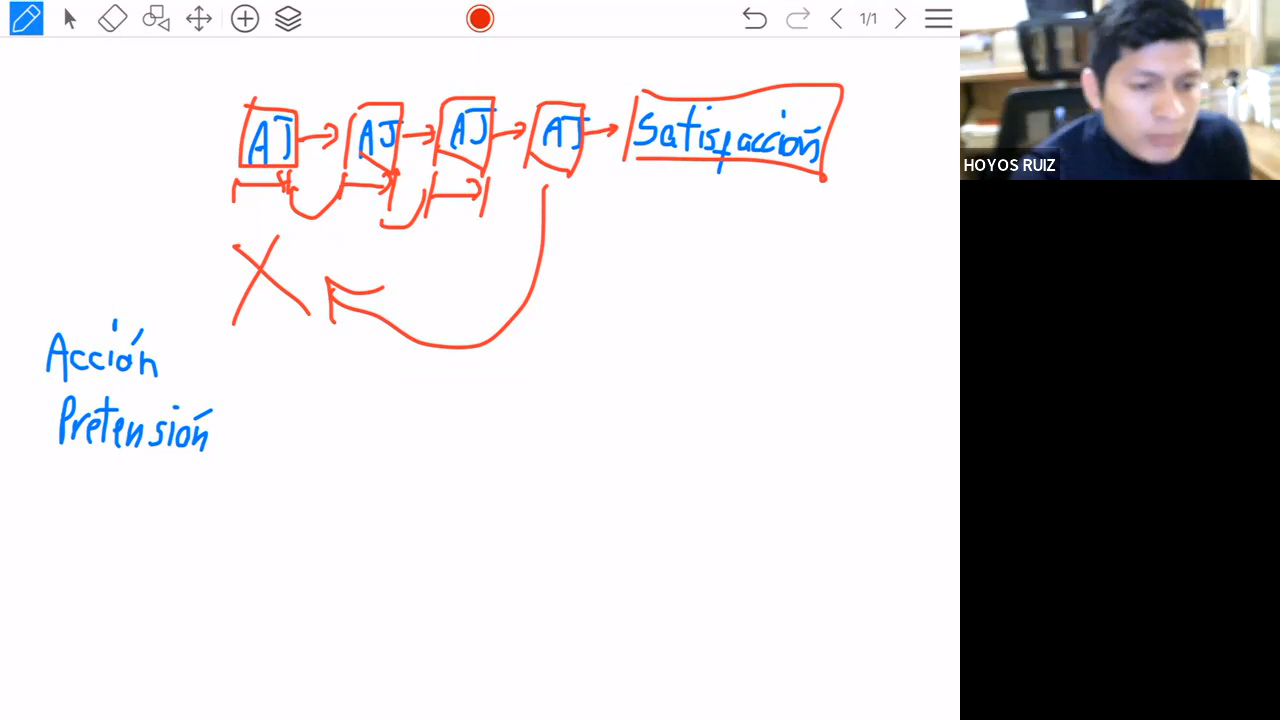 1/1
AJ AJ AJ AJ Satisfacción
Acción
Pretensión
HOYOS RUIZ